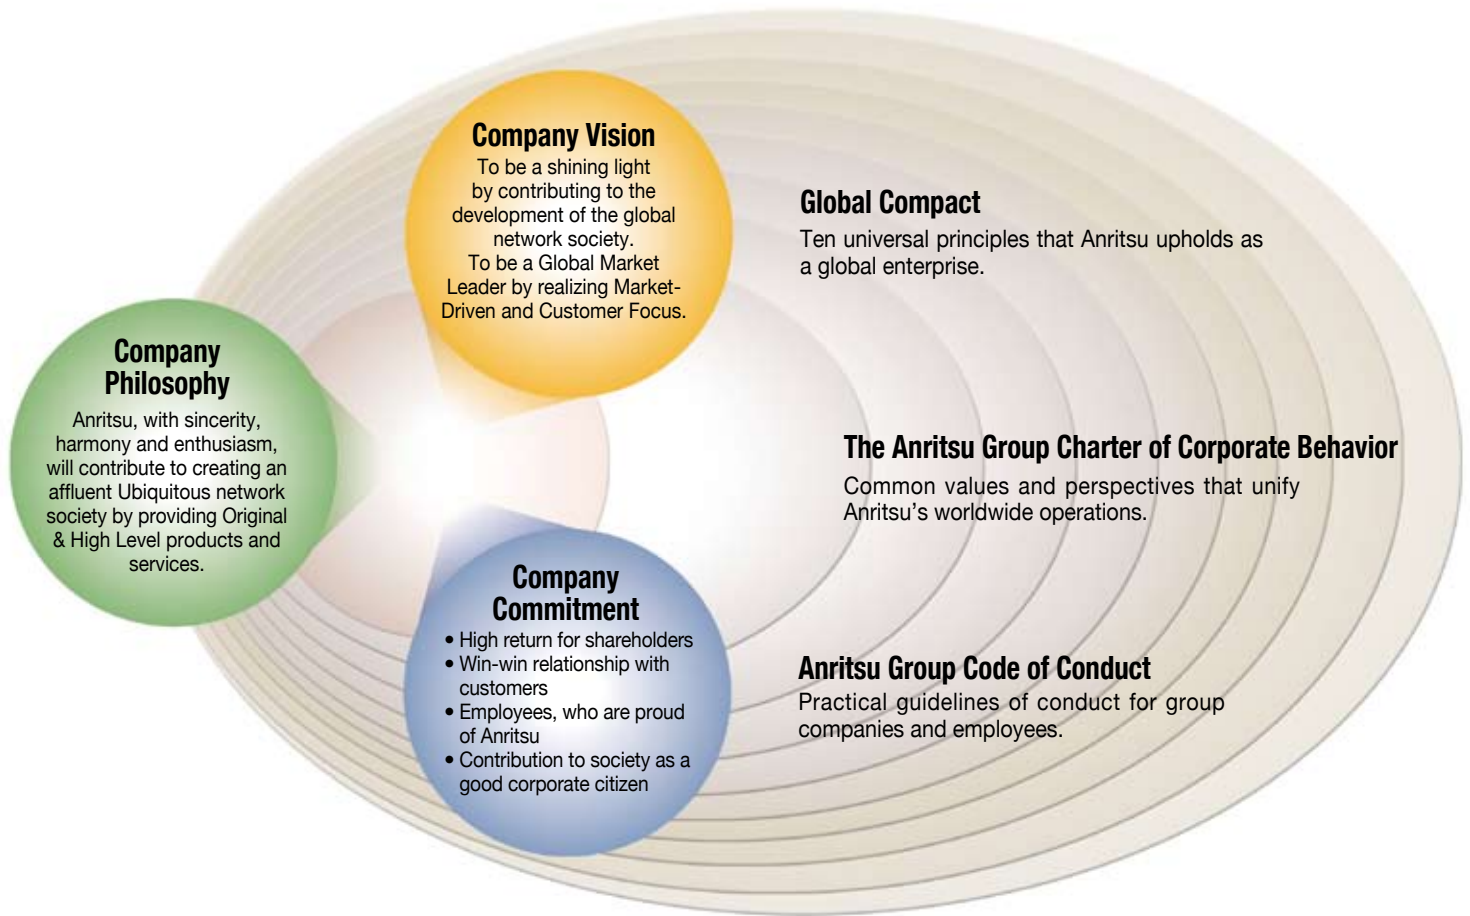 Company Vision
To be a shining light
by contributing to the
development of the global
network society.
To be a Global Market
Leader by realizing Market-
Driven and Customer Focus.
Company
Philosophy
Anritsu, with sincerity,
harmony and enthusiasm,
will contribute to creating an
affluent Ubiquitous network
society by providing Original
& High Level products and
services.
Company
Commitment
• High return for shareholders
• Win-win relationship with
customers
• Employees, who are proud
of Anritsu
• Contribution to society as a
good corporate citizen
Global Compact
Ten universal principles that Anritsu upholds as
a global enterprise.
The Anritsu Group Charter of Corporate Behavior
Common values and perspectives that unify
Anritsu’s worldwide operations.
Anritsu Group Code of Conduct
Practical guidelines of conduct for group
companies and employees.